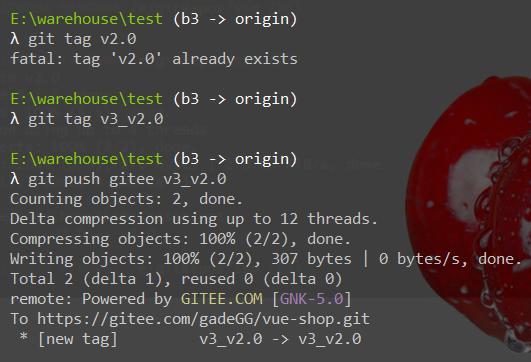 E:\warehouse\test (b3 -> origin)
λ git tag v2.0
fatal: tag 'v2.0' already exists
E:\warehouse\test (b3 -> origin)
λ git tag v3_v2.0
E:\warehouse\test (b3 -> origin)
λ git push gitee v3_v2.0
Counting objects: 2, done.
Delta compression using up to 12 threads.
Compressing objects: 100% (2/2), done.
Writing objects: 100% (2/2), 307 bytes | 0 bytes/s, done.
Total 2 (delta 1), reused 0 (delta 0)
remote: Powered by GITEE.COM [GNK-5.0]
To https://gitee.com/gadeGG/vue-shop.git
 * [new tag]         v3_v2.0 -> v3_v2.0